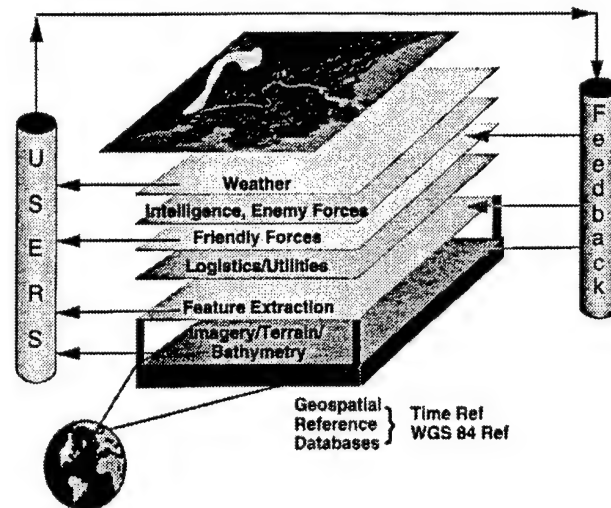 USERS
Feedback
Weather
Intelligence, Enemy Forces
Friendly Forces
Logistics/Utilities
Feature Extraction
Imagery/Terrain/
Bathymetry
Geospatial
Reference
Databases
Time Ref
WGS 84 Ref